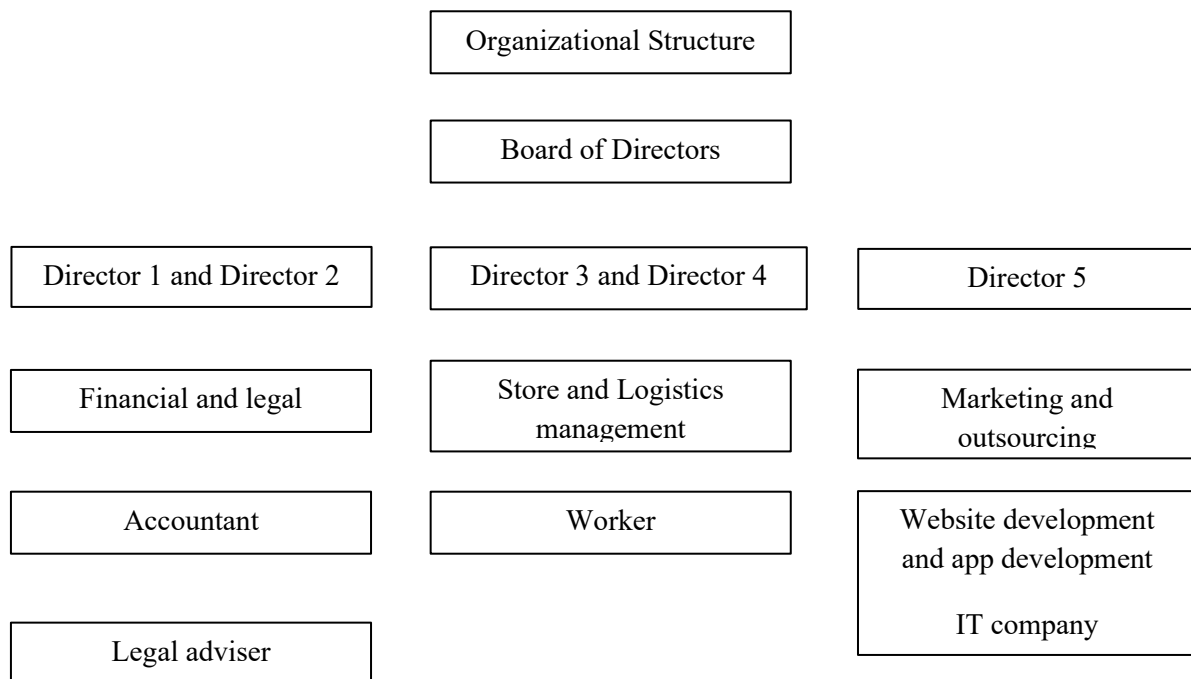 Organizational Structure
Board of Directors
Director 1 and Director 2
Director 3 and Director 4
Director 5
Financial and legal
Store and Logistics
management
Marketing and
outsourcing
Accountant
Worker
Website development
and app development
IT company
Legal adviser